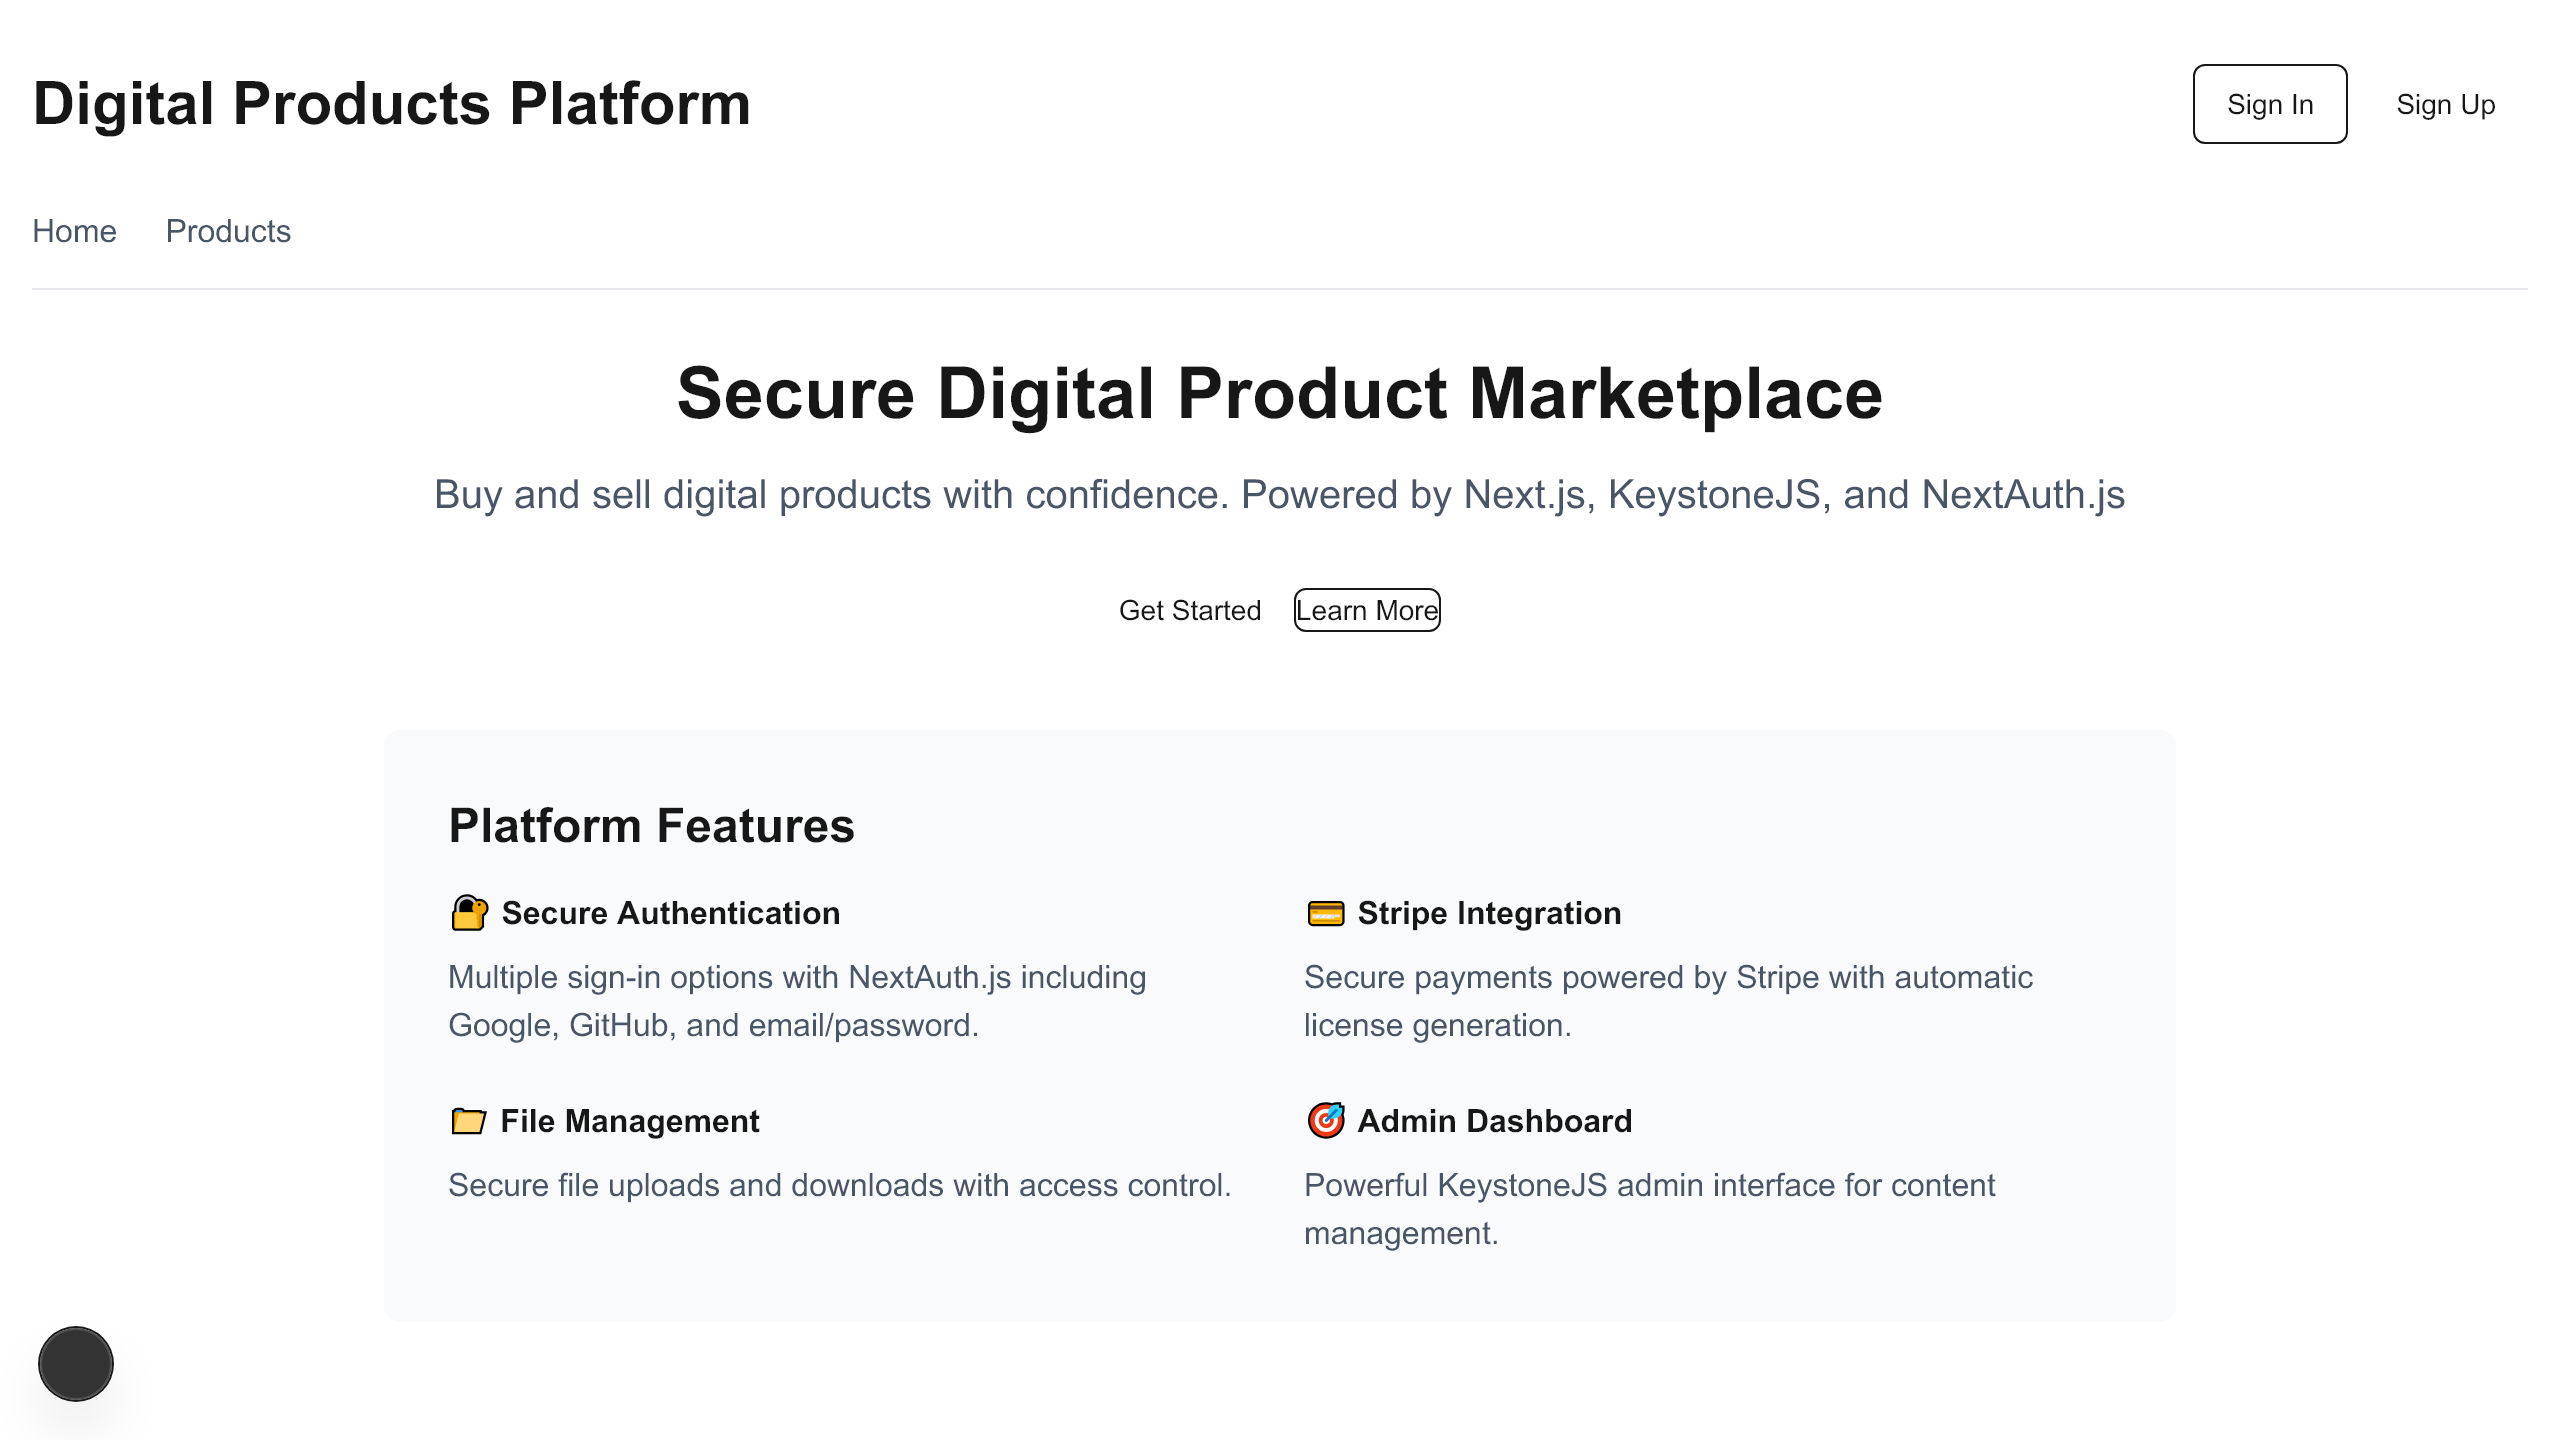 Digital Products Platform
Sign In
Sign Up
Home
Products
Secure Digital Product Marketplace
Buy and sell digital products with confidence. Powered by Next.js, KeystoneJS, and NextAuth.js
Get Started
Learn More
Platform Features
🔐 Secure Authentication
Multiple sign-in options with NextAuth.js including
Google, GitHub, and email/password.
💳 Stripe Integration
Secure payments powered by Stripe with automatic
license generation.
📁 File Management
Secure file uploads and downloads with access control.
🎯 Admin Dashboard
Powerful KeystoneJS admin interface for content
management.